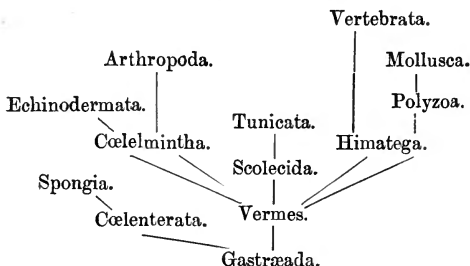 Vertebrata.
Arthropoda.
Mollusca.
Echinodermata.
Polyzoa.
Tunicata.
Cœlelmintha.
Himatega.
Scolecida.
Spongia.
Vermes.
Cœlenterata.
Gastræada.